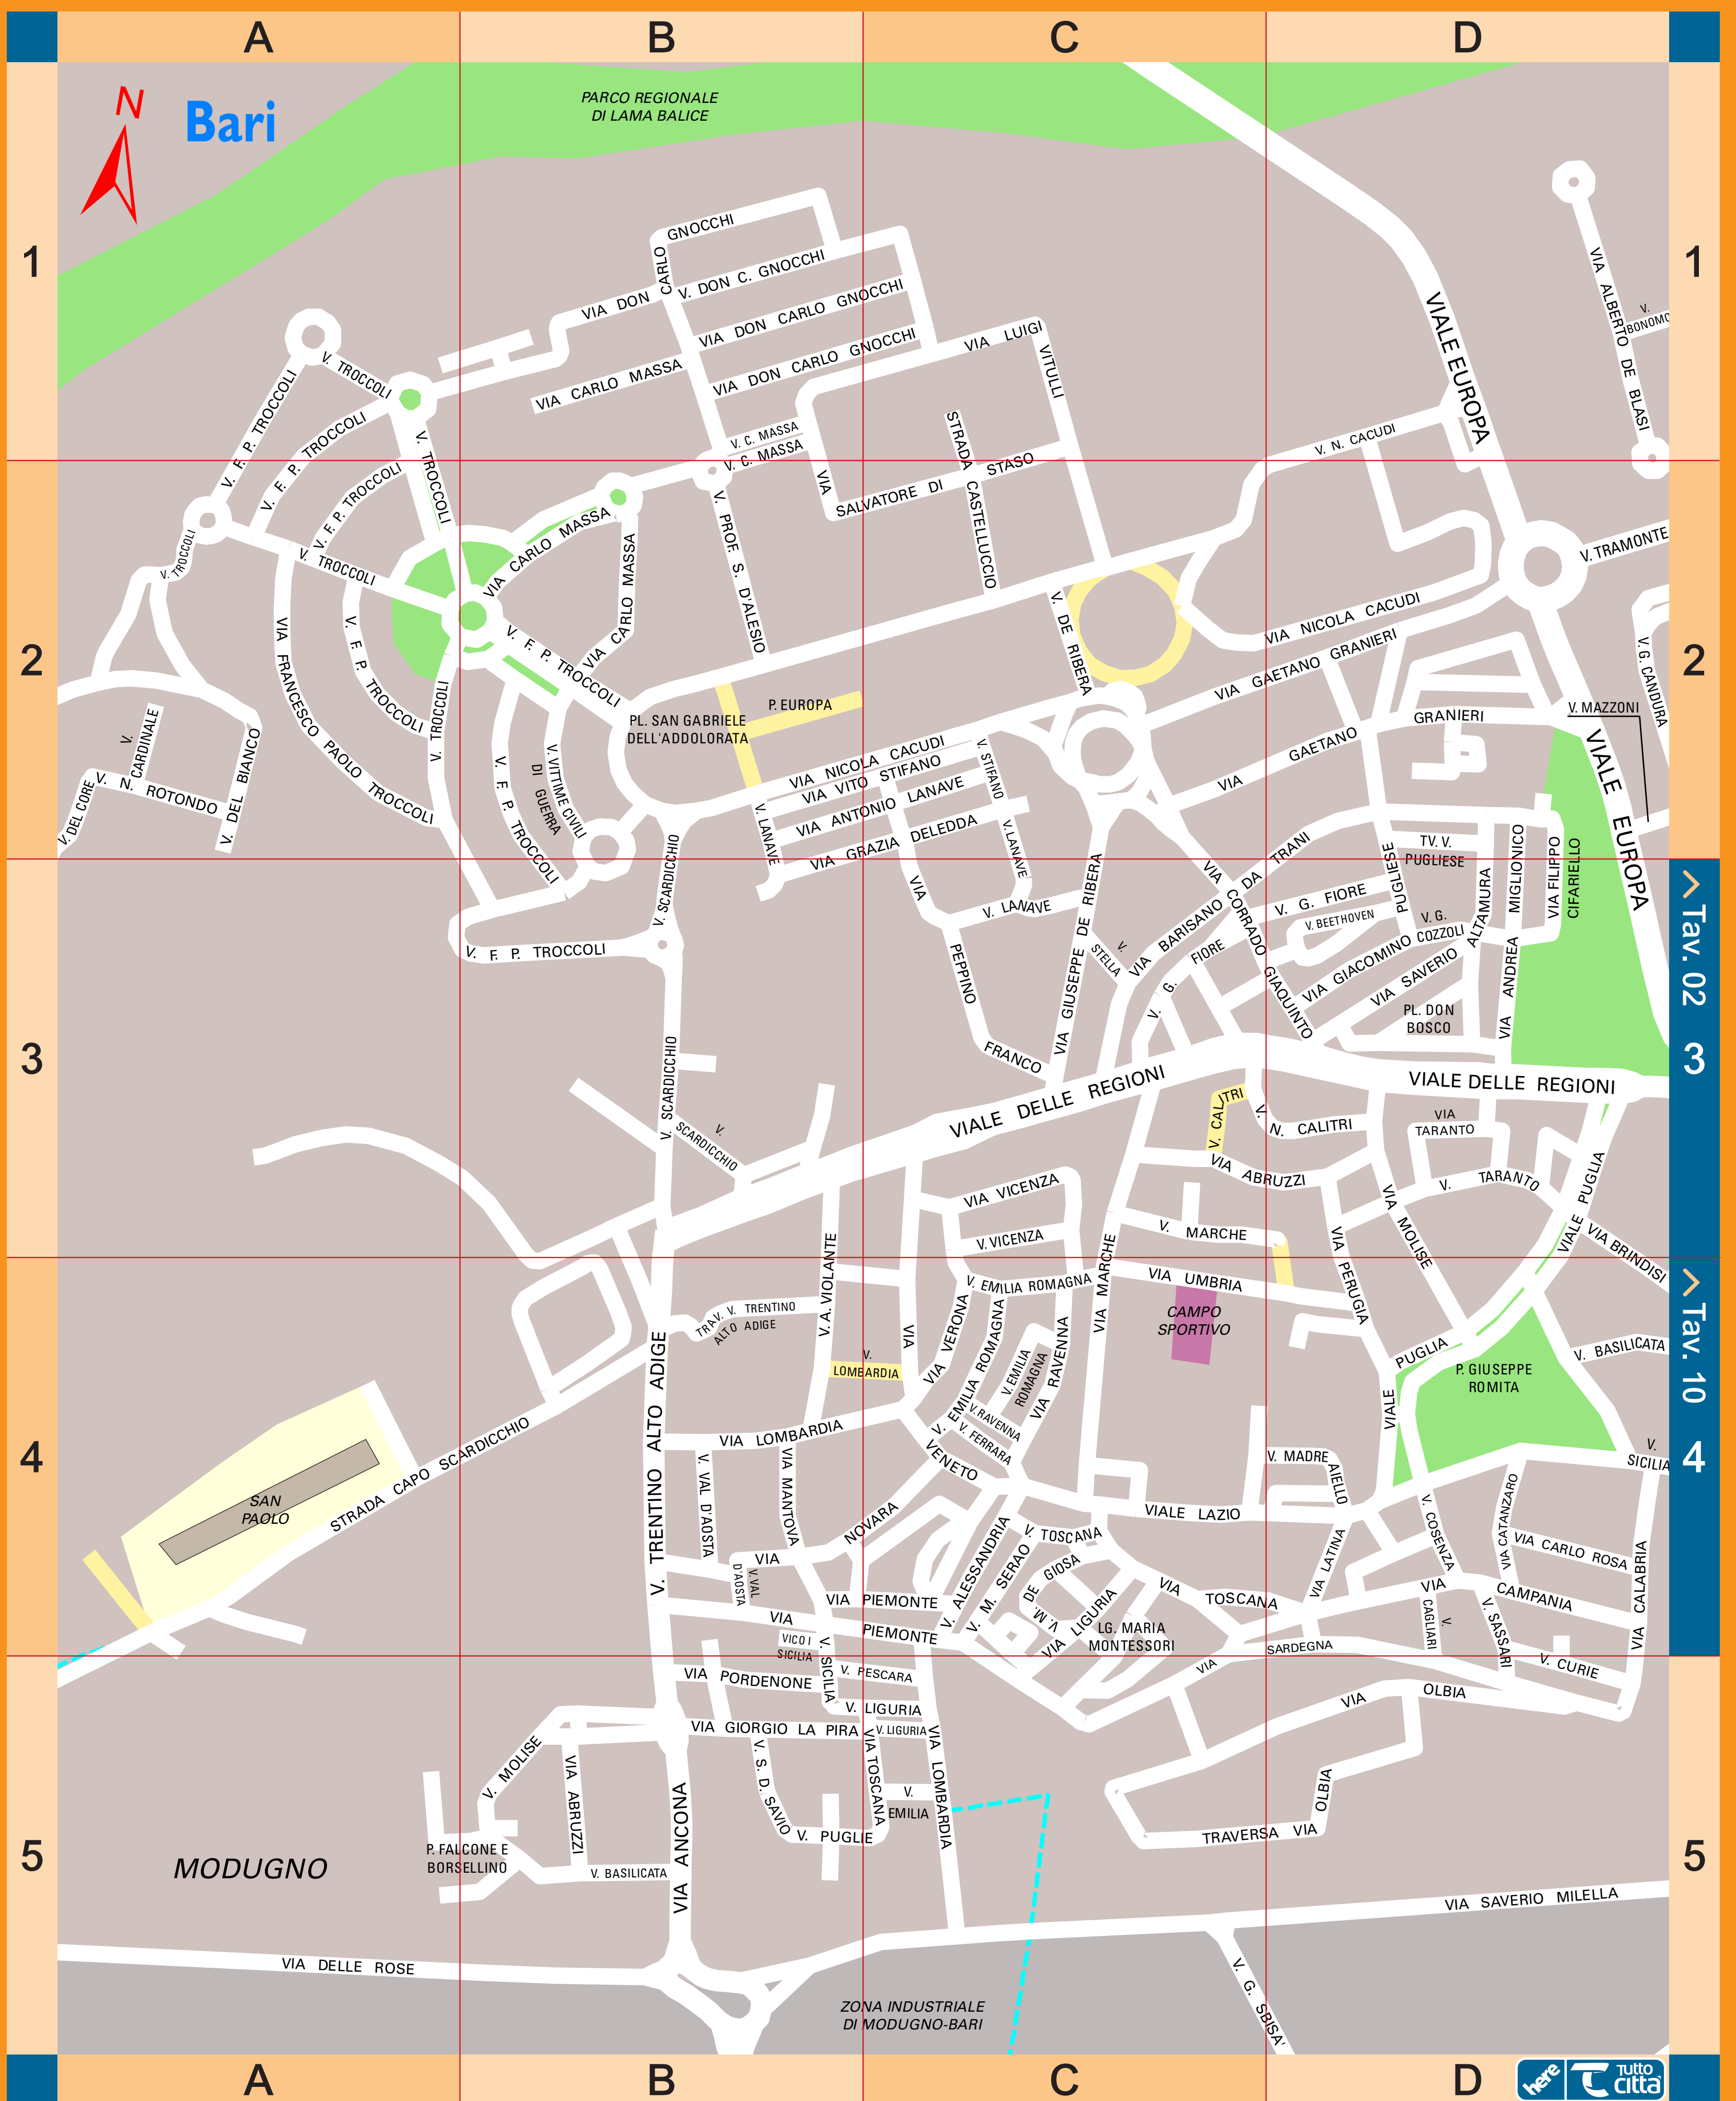 A
B
C
D
N
Bari
PARCO REGIONALE
DI LAMA BALICE
1
1
GNOCCHI
VIA DON CARLO
V. DON C. GNOCCHI
VIA DON CARLO GNOCCHI
VIA CARLO MASSA
VIA DON CARLO GNOCCHI
VIA LUIGI
VITULLI
VIALE EUROPA
VIA ALBERTO DE BLASI
V.
BONOMO
V. TROCCOLI
V. F. P. TROCCOLI
V. F. P. TROCCOLI
V. TROCCOLI
V. F. P. TROCCOLI
V. C. MASSA
V. C. MASSA
STRADA CASTELLUCCIO
V. N. CACUDI
VIA
SALVATORE DI STASO
VIA CARLO MASSA
VIA CARLO MASSA
V. PROF. S. D'ALESIO
V. TROCCOLI
V. TROCCOLI
V. TRAMONTE
2
2
VIA FRANCESCO PAOLO TROCCOLI
V. F. P. TROCCOLI
V. TROCCOLI
V. F. P. TROCCOLI
V. DE RIBERA
VIA NICOLA CACUDI
VIA GAETANO GRANIERI
V. G. CANDURA
V. MAZZONI
P. EUROPA
PL. SAN GABRIELE
DELL'ADDOLORATA
V.
CARDINALE
V. N. ROTONDO
V. DEL CORE
V. DEL BIANCO
V. F. P. TROCCOLI
V. VITTIME CIVILI
DI GUERRA
VIA NICOLA CACUDI
VIA VITO STIFANO
V. STIFANO
VIA ANTONIO LANAVE
VIA GRAZIA DELEDDA
V. LANAVE
V. LANAVE
V. LANAVE
VIA GAETANO
GRANIERI
VIALE EUROPA
TV. V.
PUGLIESE
PUGLIESE
MIGLIONICO
VIA FILIPPO
CIFARIELLO
V. SCARDICCHIO
VIA
PEPPINO
FRANCO
VIA GIUSEPPE DE RIBERA
V.
STELLA
VIA BARISANO DA TRANI
VIA CORRADO GIAQUINTO
V. G. FIORE
V. G. FIORE
V. BEETHOVEN
V. G.
COZZOLI
VIA GIACOMINO
VIA SAVERIO
ALTAMURA
VIA ANDREA
PL. DON
BOSCO
Tav. 02
V. F. P. TROCCOLI
3
3
V. SCARDICCHIO
V.
SCARDICCHIO
VIALE DELLE REGIONI
VIALE DELLE REGIONI
V. CALITRI
V.
N. CALITRI
VIA
TARANTO
V. TARANTO
VIA ABRUZZI
VIA VICENZA
V. VICENZA
V. MARCHE
VIA MARCHE
VIA MOLISE
VIA PERUGIA
VIALE PUGLIA
VIA BRINDISI
Tav. 10
V. EMILIA ROMAGNA
VIA UMBRIA
CAMPO
SPORTIVO
V. A. VIOLANTE
TRAV. V. TRENTINO
ALTO ADIGE
V.
LOMBARDIA
VIA
VENETO
VIA VERONA
V. EMILIA ROMAGNA
V. EMILIA
ROMAGNA
VIA RAVENNA
V. RAVENNA
V. FERRARA
PUGLIA
VIALE
P. GIUSEPPE
ROMITA
V. BASILICATA
V.
SICILIA
4
4
V. TRENTINO ALTO ADIGE
STRADA CAPO SCARDICCHIO
SAN
PAOLO
VIA LOMBARDIA
V. VAL D'AOSTA
VIA MANTOVA
VIA
NOVARA
V. VAL
D'AOSTA
VIA PIEMONTE
VIA
PIEMONTE
V. ALESSANDRIA
V. M. SERAO
V. TOSCANA
V. M. DE GIOSA
VIA LIGURIA
LG. MARIA
MONTESSORI
VIALE LAZIO
V. MADRE
AIELLO
VIA LATINA
VIA
TOSCANA
V. COSENZA
VIA CATANZARO
VIA CARLO ROSA
VIA
CAMPANIA
V.
CAGLIARI
V. SASSARI
VIA CALABRIA
V. CURIE
VIA
SARDEGNA
VICO I
SICILIA
V. SICILIA
V. PESCARA
VIA PORDENONE
V. LIGURIA
VIA GIORGIO LA PIRA
V. LIGURIA
VIA OLBIA
TRAVERSA VIA
OLBIA
V. MOLISE
VIA ABRUZZI
V. S. D. SAVIO
VIA TOSCANA
V.
EMILIA
V. PUGLIE
VIA LOMBARDIA
VIA ANCONA
P. FALCONE E
BORSELLINO
V. BASILICATA
MODUGNO
5
5
VIA SAVERIO MILELLA
VIA DELLE ROSE
ZONA INDUSTRIALE
DI MODUGNO-BARI
V. G. SBISA'
A
B
C
D
here
TUTTO
città